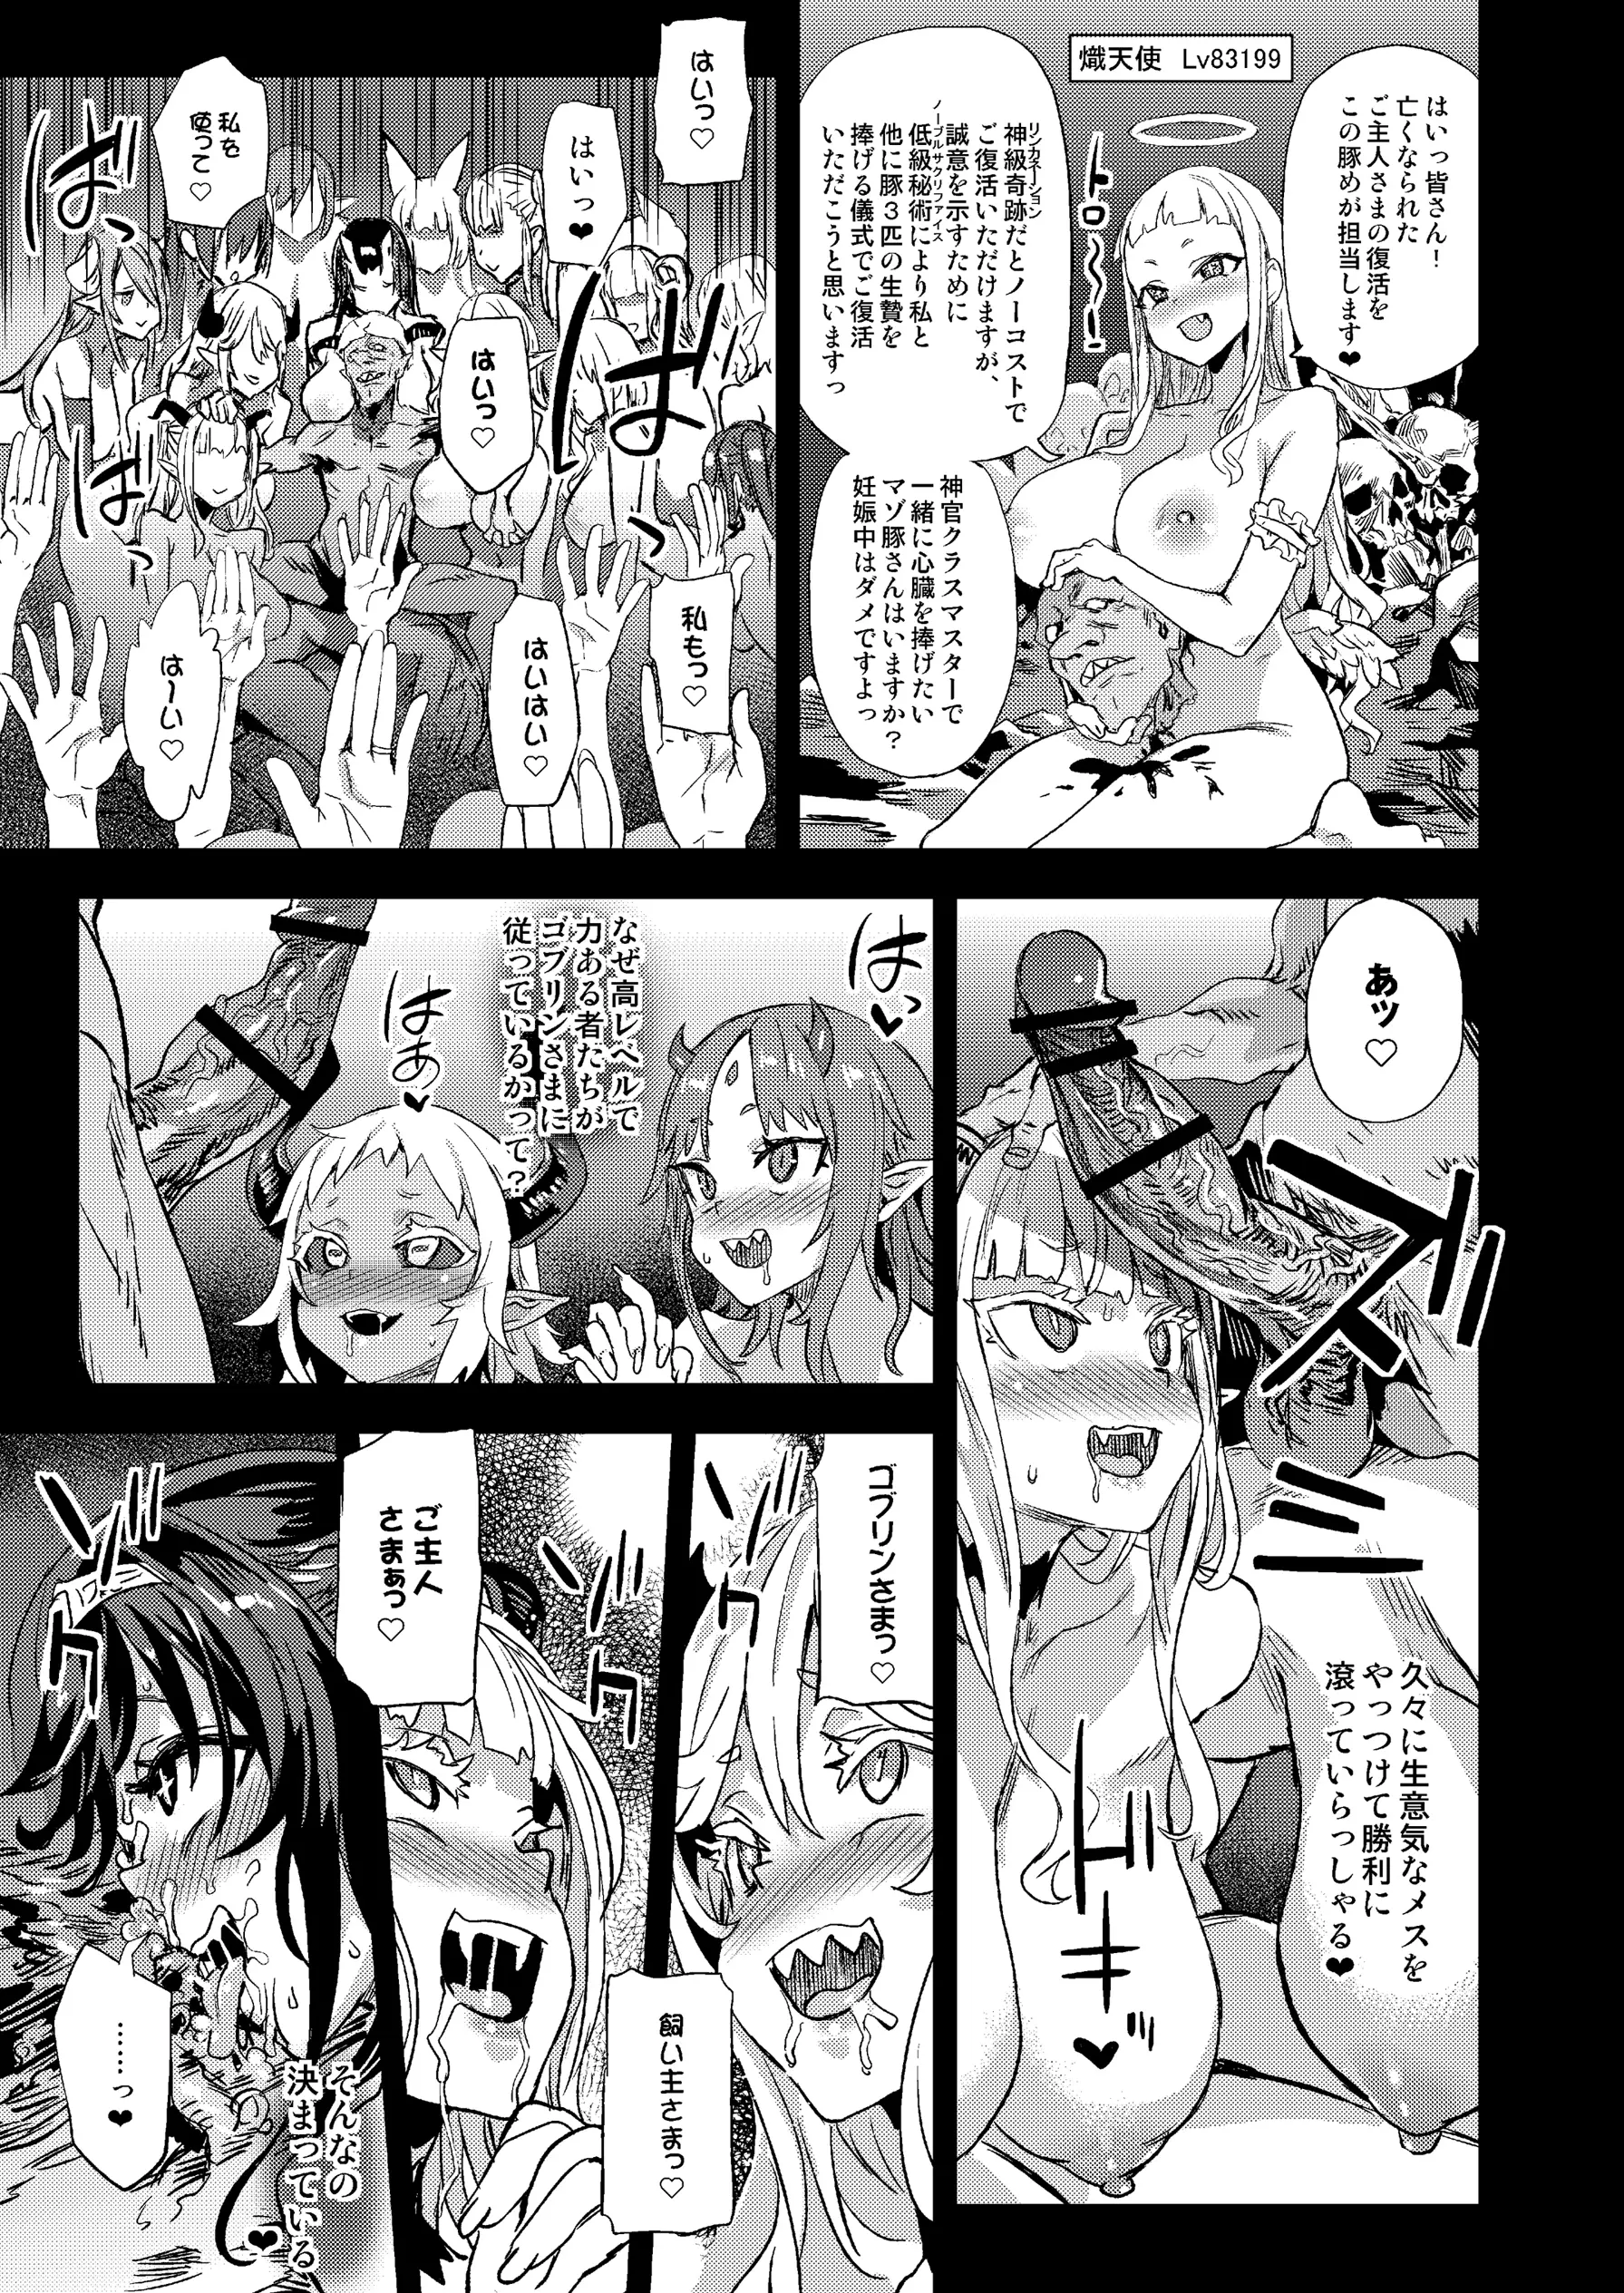 熾天使　Lv83199
はいっ皆さん！
亡くなられた
ご主人さまの復活を
この豚めが担当します❤
トロ〜〜！
神級奇跡だとノーコストで
リンカネーション
ご復活いただけますが、
誠意を示すために
低級秘術により私と
ノーブルサクリファイス
他に豚３匹の生贄を
捧げる儀式でご復活
いただこうと思いますっ
神官クラスマスターで
一緒に心臓を捧げたい
マゾ豚さんはいますか？
妊娠中はダメですよっ
はいっ♡
はいっ❤
私を
使って♡
ばっ
はいっ♡
ばっ
ばっ
私もっ♡
はいはい♡
は〜い♡
あッ♡
ズズ
久々に生意気なメスを
やっつけて勝利に
滾っていらっしゃる❤
はっ❤
なぜ高レベルで
力ある者たちが
ゴブリンさまに
従っているかって？
はぁ❤
ゴブリンさまっ♡
飼い主さまっ♡
ご主人
さまぁっ♡
……っ❤
そんなの
決まっている❤